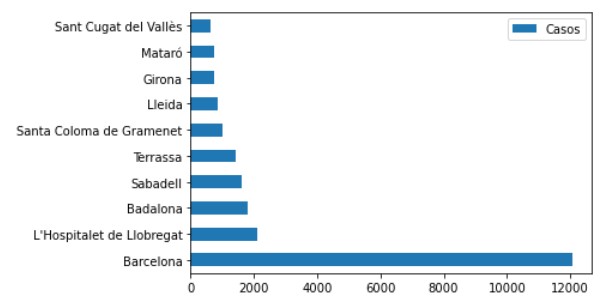 Casos
Sant Cugat del Vallès
Mataró
Girona
Lleida
Santa Coloma de Gramenet
Terrassa
Sabadell
Badalona
L'Hospitalet de Llobregat
Barcelona
0 2000 4000 6000 8000 10000 12000